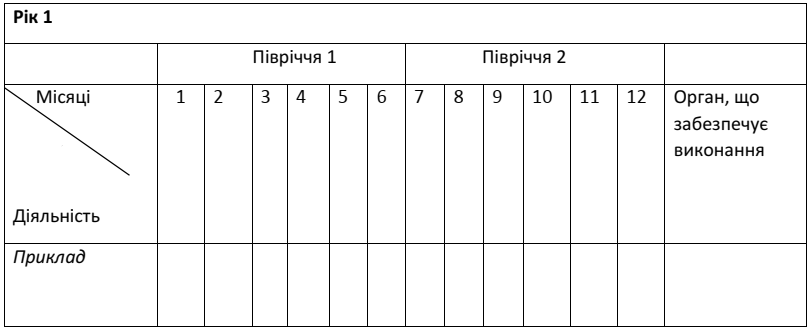 Рік 1
Півріччя 1 Півріччя 2
Місяці 1 2 3 4 5 6 7 8 9 10 11 12 Орган, що
забезпечує
виконання
Діяльність
Приклад